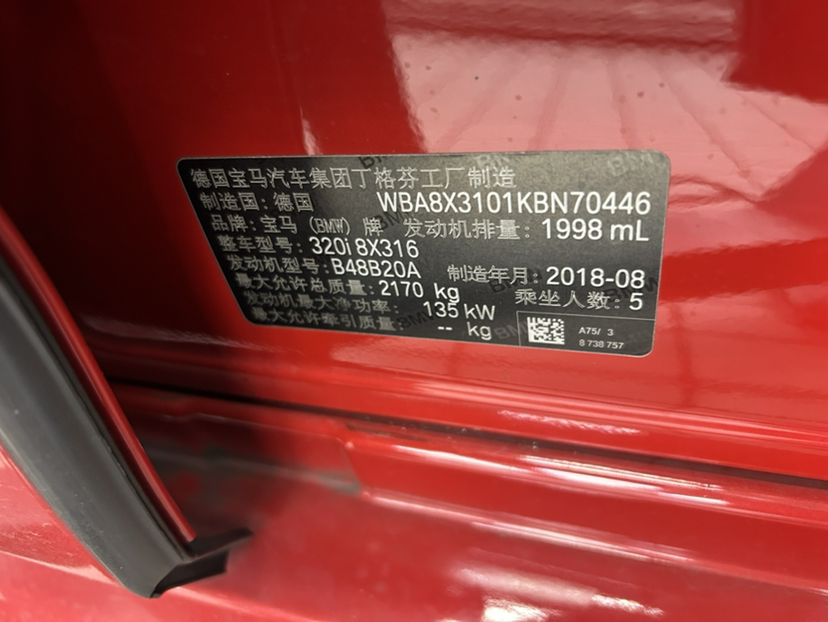 德国宝马汽车集团丁格芬工厂制造
制造国: 德国 WBA8X3101KBN70446
品牌: 宝马 (BMW) 牌 发动机排量: 1998 mL
整车型号: 320i 8X316
发动机型号: B48B20A 制造年月: 2018-08
最大允许总质量: 2170 kg 乘坐人数: 5
发动机最大净功率: 135 kW
最大允许牵引质量: -- kg
A75/ 3
8 738 757